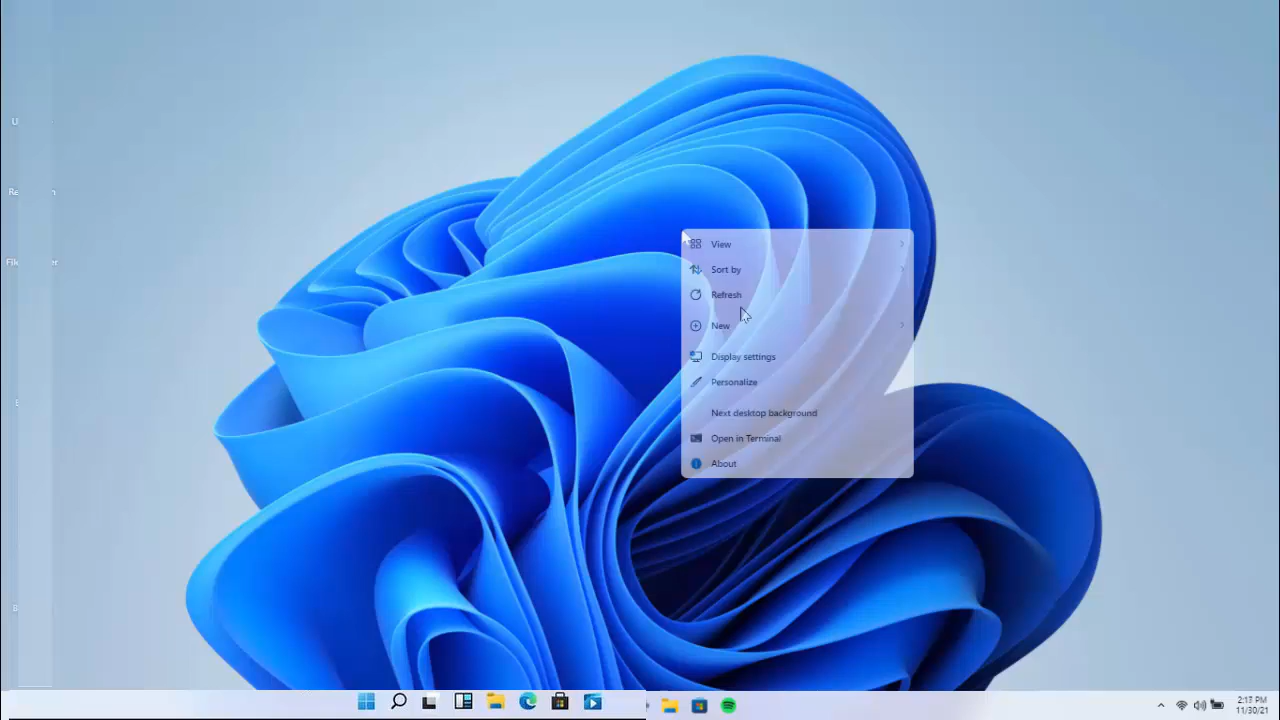 View
Sort by
Refresh
New
Display settings
Personalize
Next desktop background
Open in Terminal
About
2:17 PM
11/30/21